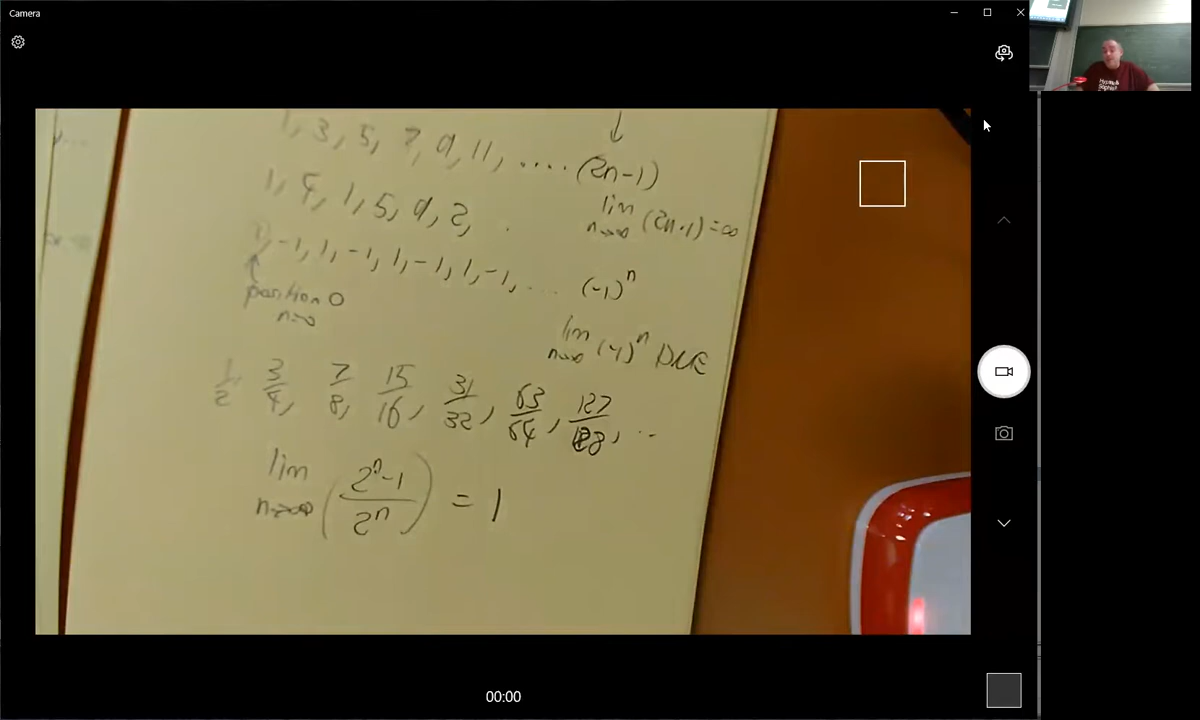 Camera
1, 3, 5, 7, 9, 11, .... (2n-1)
1, 4, 1, 5, 9, 2,
lim n→∞ (2n-1) = ∞
1, -1, 1, -1, 1, -1, 1, -1, ... (-1)^n
position 0
n=0
lim n→∞ (-1)^n DNE
1/2, 3/4, 7/8, 15/16, 31/32, 63/64, 127/128, ...
lim n→∞ (2^n-1 / 2^n) = 1
00:00